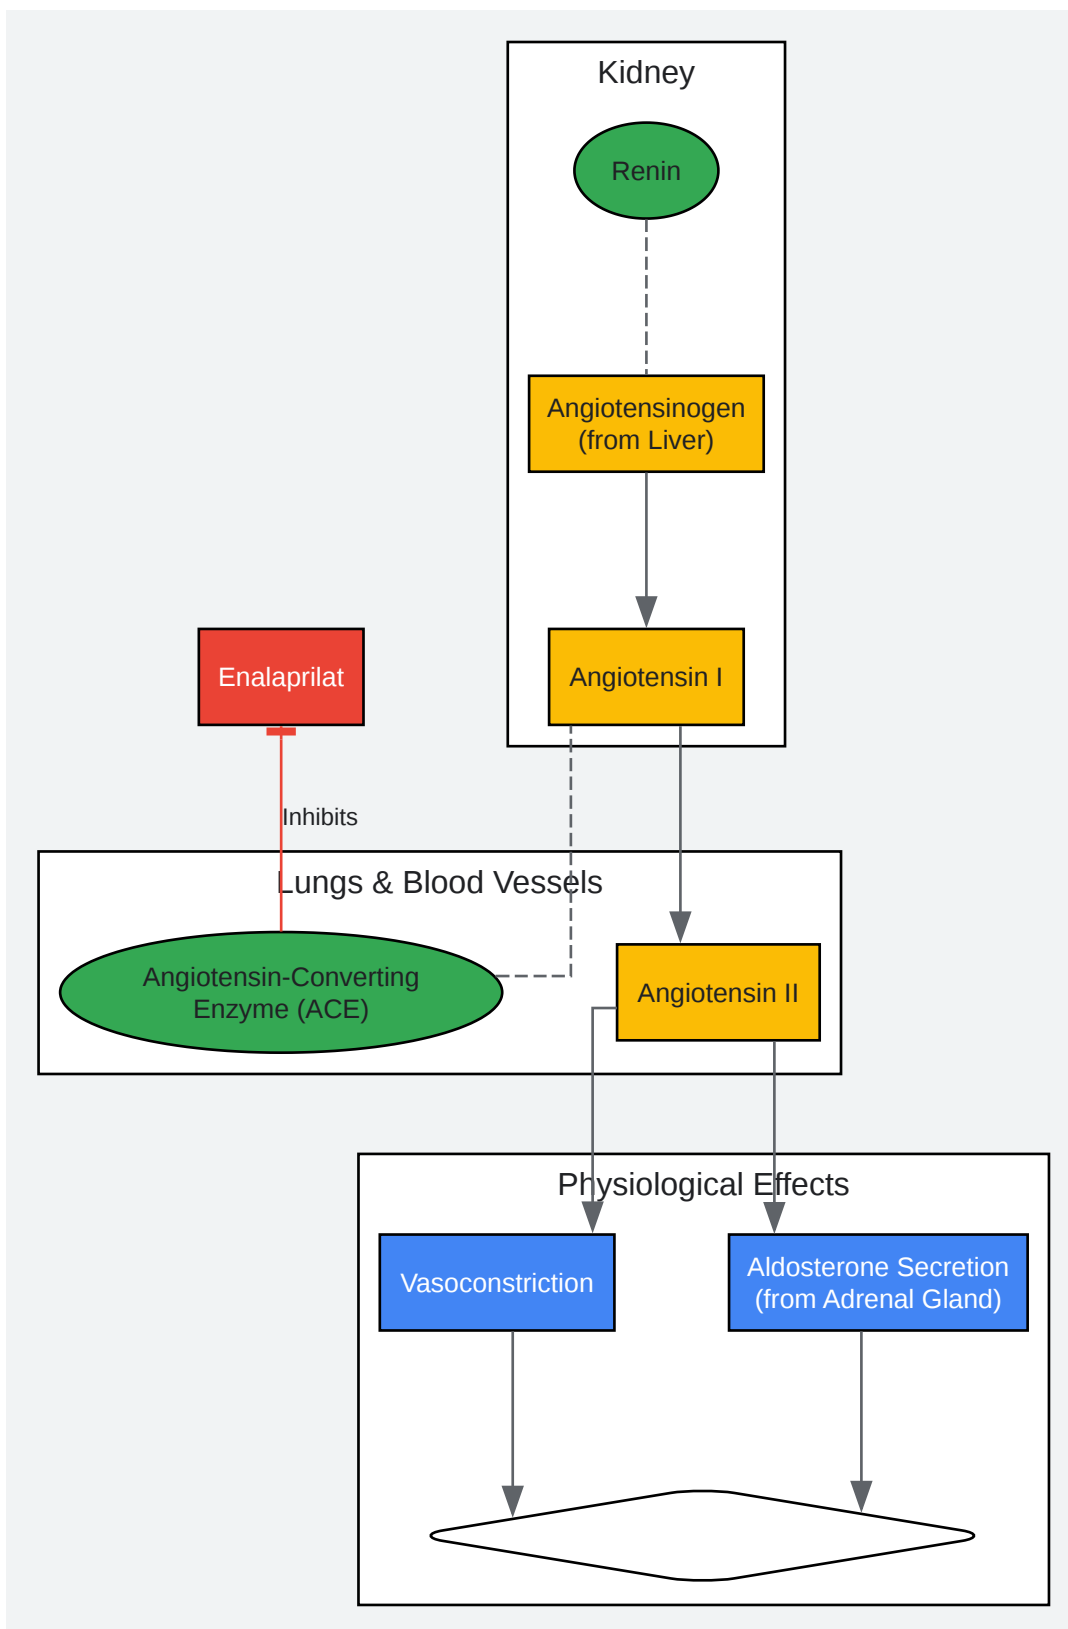 Kidney
Renin
Angiotensinogen
(from Liver)
Enalaprilat
Angiotensin I
Inhibits
Lungs & Blood Vessels
Angiotensin-Converting
Enzyme (ACE)
Angiotensin II
Physiological Effects
Vasoconstriction
Aldosterone Secretion
(from Adrenal Gland)